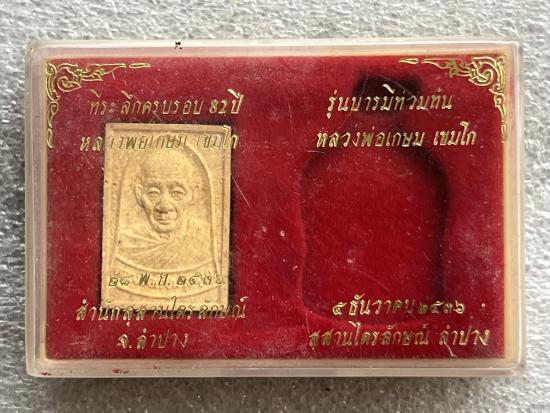 ที่ระลึกครบรอบ 82 ปี
หลวงพ่อเกษม เขมโก
๒๘ พ.ย. ๒๕๓๖
สำนักสุสานไตรลักษณ์
จ.ลำปาง
รุ่นบารมีท่วมท้น
หลวงพ่อเกษม เขมโก
๕ ธันวาคม ๒๕๓๖
สุสานไตรลักษณ์ ลำปาง